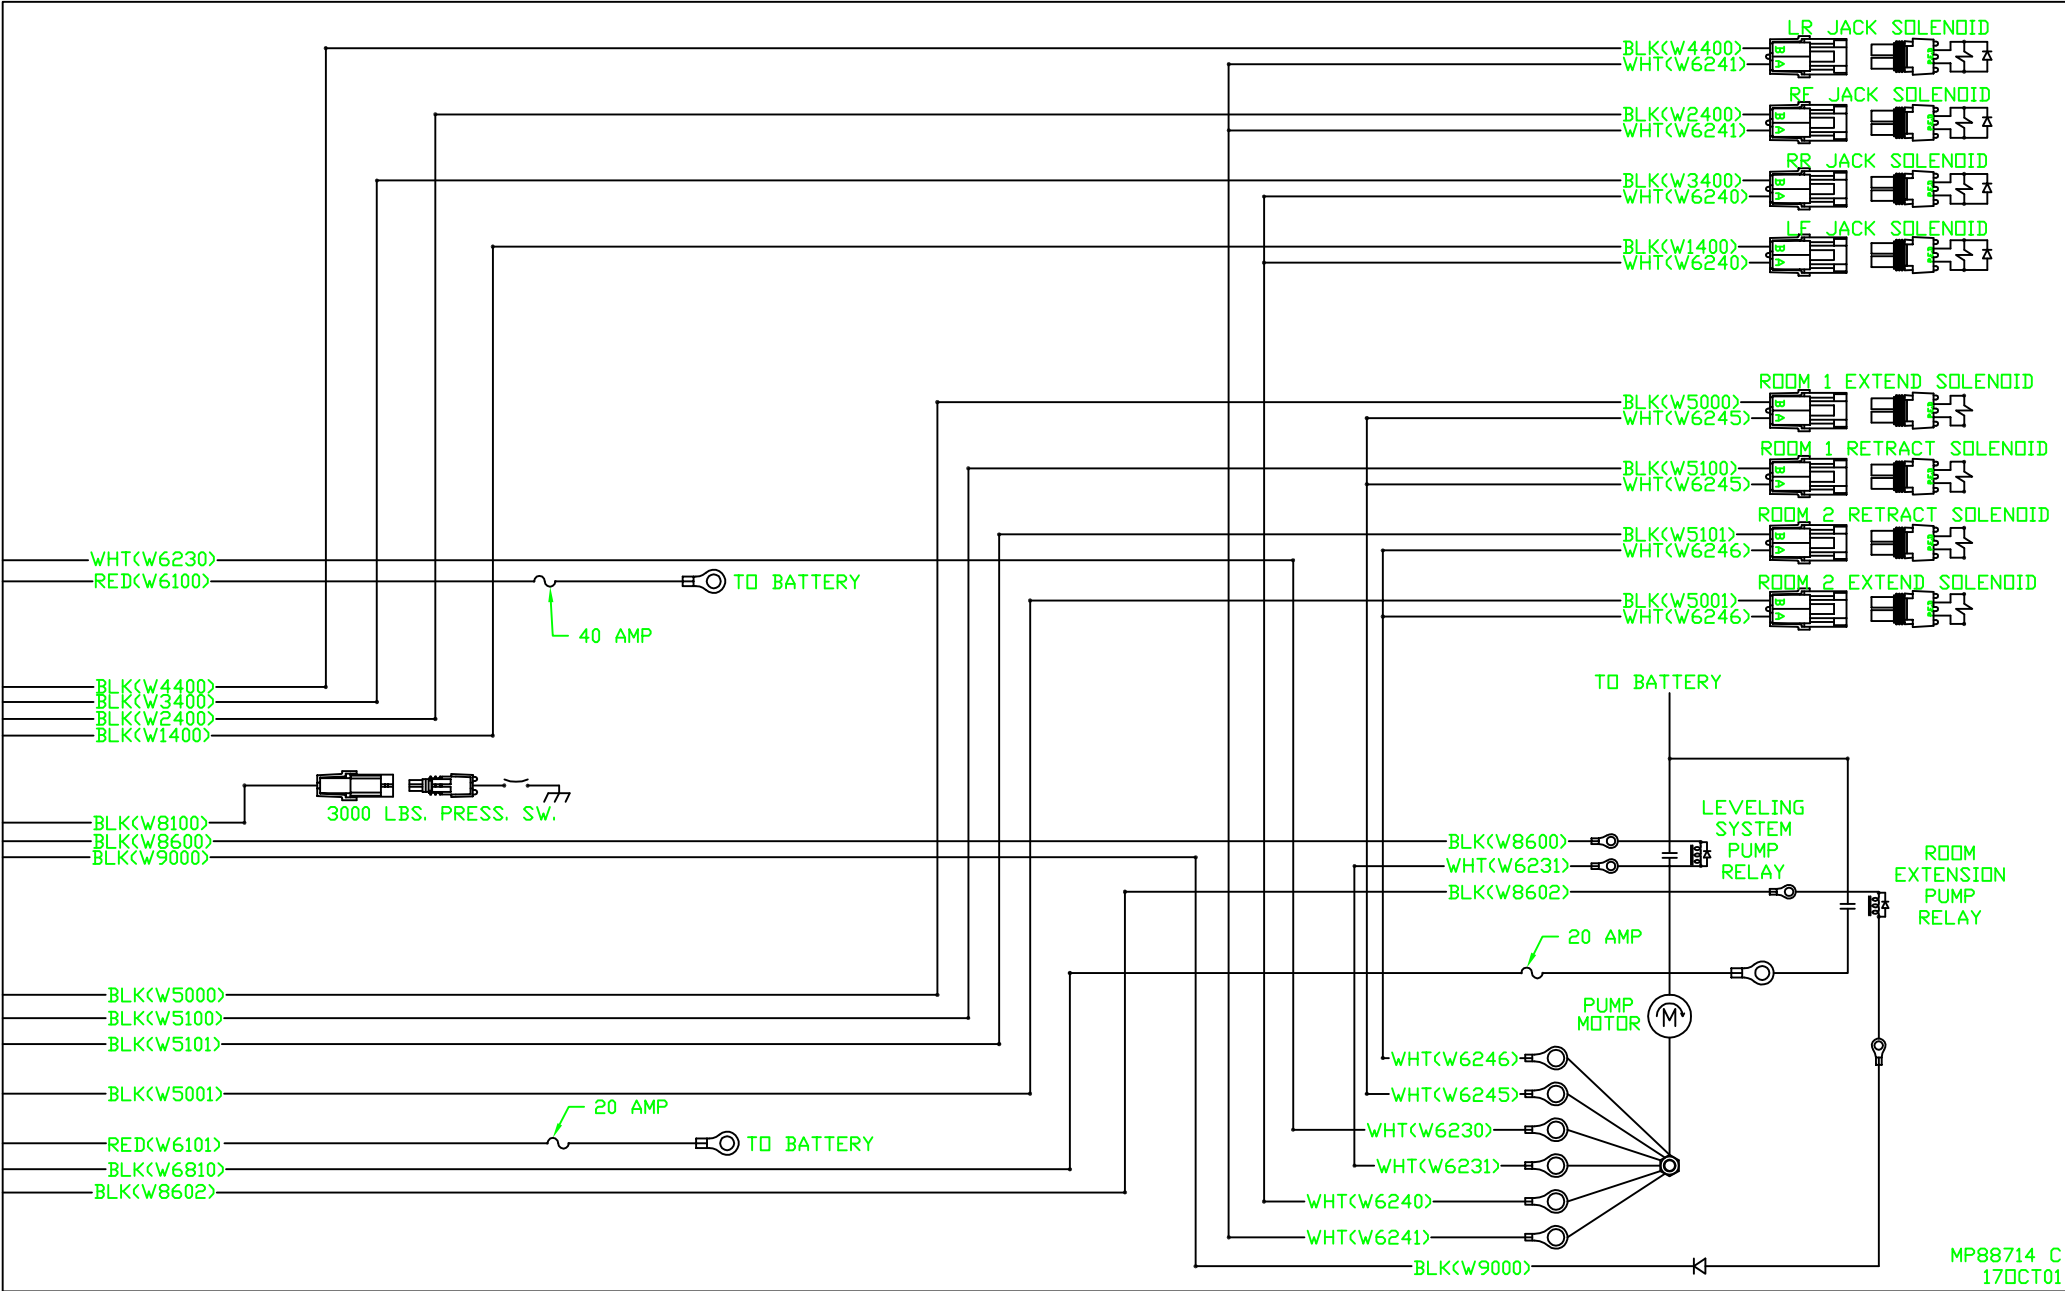 LR JACK SOLENOID
BLK(W4400)
B
WHT(W6241)
A
RF JACK SOLENOID
BLK(W2400)
B
WHT(W6241)
A
RR JACK SOLENOID
BLK(W3400)
B
WHT(W6240)
A
LF JACK SOLENOID
BLK(W1400)
B
WHT(W6240)
A
ROOM 1 EXTEND SOLENOID
BLK(W5000)
B
WHT(W6245)
A
ROOM 1 RETRACT SOLENOID
BLK(W5100)
B
WHT(W6245)
A
ROOM 2 RETRACT SOLENOID
BLK(W5101)
B
WHT(W6246)
A
ROOM 2 EXTEND SOLENOID
BLK(W5001)
B
WHT(W6246)
A
WHT(W6230)
RED(W6100)
TO BATTERY
40 AMP
BLK(W4400)
BLK(W3400)
BLK(W2400)
BLK(W1400)
3000 LBS. PRESS. SW.
BLK(W8100)
BLK(W8600)
BLK(W9000)
TO BATTERY
LEVELING
SYSTEM
PUMP
RELAY
BLK(W8600)
WHT(W6231)
BLK(W8602)
ROOM
EXTENSION
PUMP
RELAY
20 AMP
PUMP
MOTOR
M
BLK(W5000)
BLK(W5100)
BLK(W5101)
BLK(W5001)
20 AMP
RED(W6101)
TO BATTERY
BLK(W6810)
BLK(W8602)
WHT(W6246)
WHT(W6245)
WHT(W6230)
WHT(W6231)
WHT(W6240)
WHT(W6241)
BLK(W9000)
MP88714 C
17OCT01